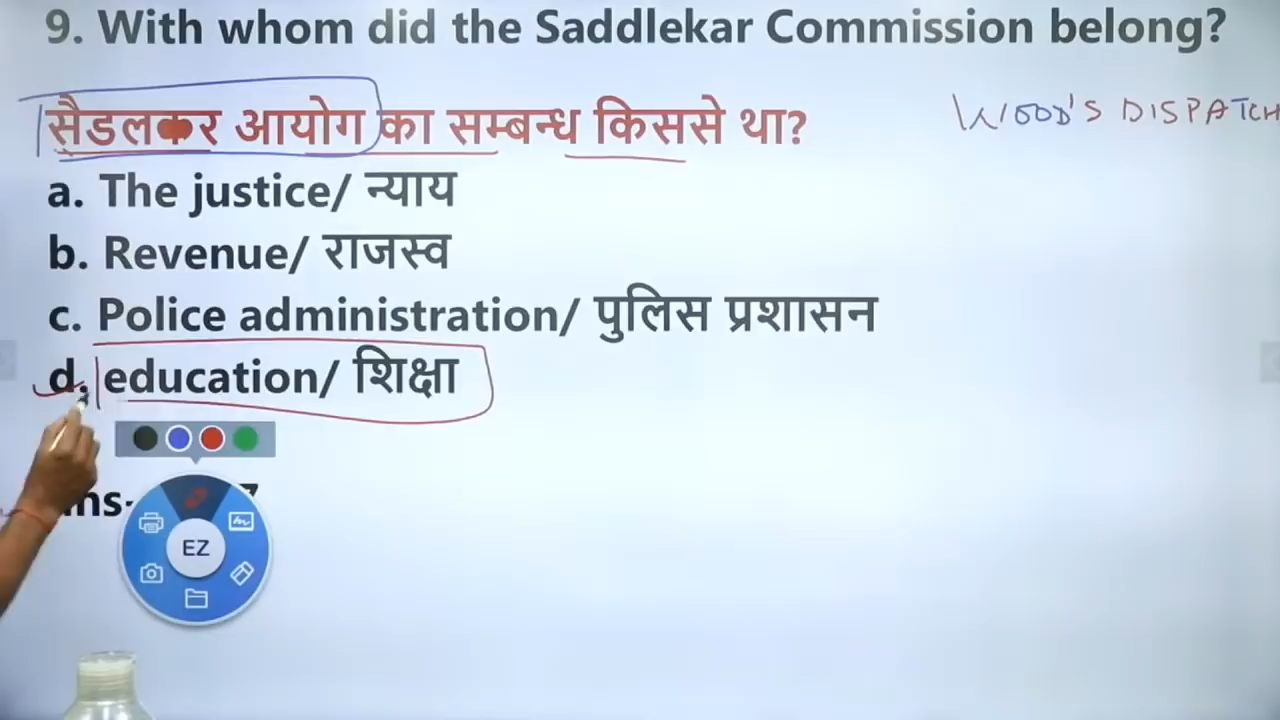 9. With whom did the Saddlekar Commission belong?
सैडलकर आयोग का सम्बन्ध किससे था?
WOOD'S DISPATCH
a. The justice/ न्याय
b. Revenue/ राजस्व
c. Police administration/ पुलिस प्रशासन
d. education/ शिक्षा
EZ